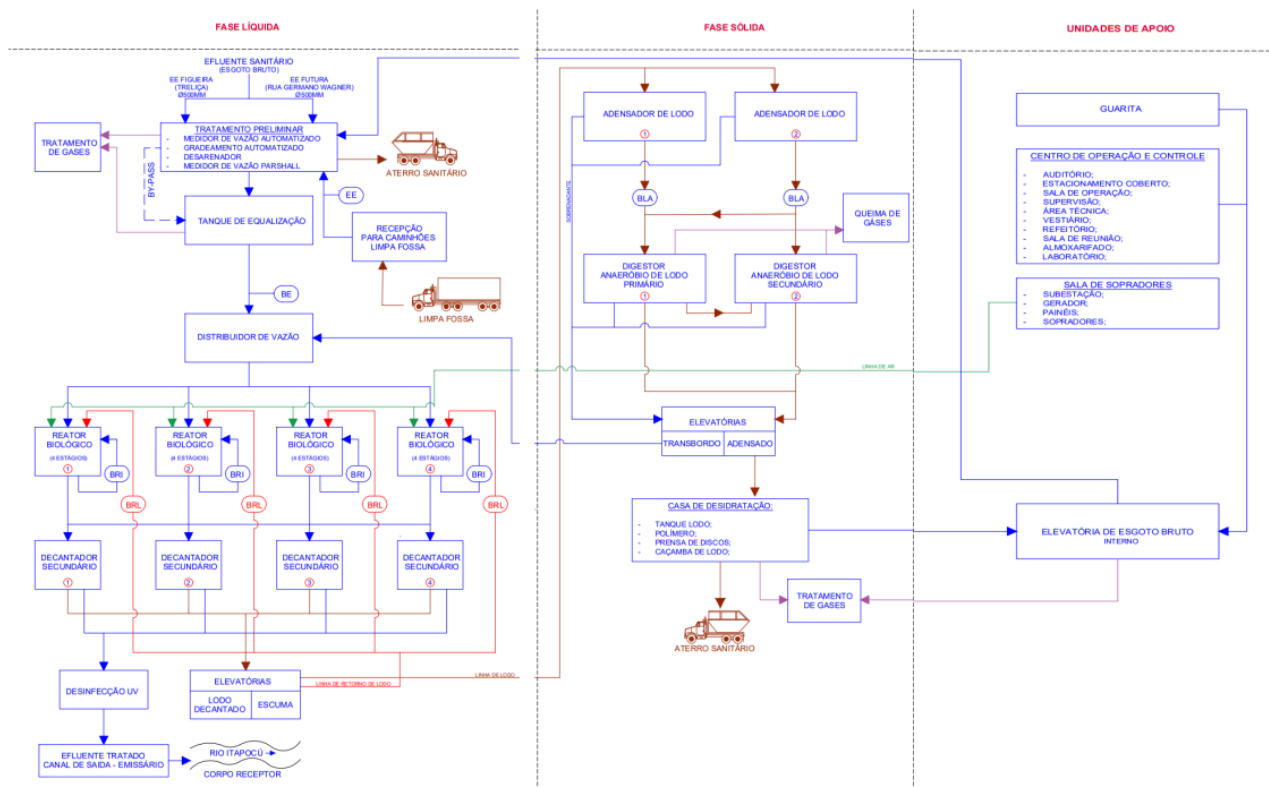 FASE LÍQUIDA
EFLUENTE SANITÁRIO
(ESGOTO BRUTO)
EE FIGUEIRA
(TRELIÇA)
Ø500MM
EE FUTURA
(RUA GERMANO WAGNER)
Ø500MM
TRATAMENTO
DE GASES
TRATAMENTO PRELIMINAR
- MEDIDOR DE VAZÃO AUTOMATIZADO
- GRADEAMENTO AUTOMATIZADO
- DESARENADOR
- MEDIDOR DE VAZÃO PARSHALL
ATERRO SANITÁRIO
BY-PASS
EE
TANQUE DE EQUALIZAÇÃO
RECEPÇÃO
PARA CAMINHÕES
LIMPA FOSSA
BE
LIMPA FOSSA
DISTRIBUIDOR DE VAZÃO
REATOR
BIOLÓGICO
(4 ESTÁGIOS)
1
BRI
BRL
REATOR
BIOLÓGICO
(4 ESTÁGIOS)
2
BRI
BRL
REATOR
BIOLÓGICO
(4 ESTÁGIOS)
3
BRI
BRL
REATOR
BIOLÓGICO
(4 ESTÁGIOS)
4
BRI
BRL
DECANTADOR
SECUNDÁRIO
1
DECANTADOR
SECUNDÁRIO
2
DECANTADOR
SECUNDÁRIO
3
DECANTADOR
SECUNDÁRIO
4
DESINFECÇÃO UV
ELEVATÓRIAS
LODO
DECANTADO
ESCUMA
LINHA DE LODO
LINHA DE RETORNO DE LODO
EFLUENTE TRATADO
CANAL DE SAIDA - EMISSÁRIO
RIO ITAPOCÚ
CORPO RECEPTOR
FASE SÓLIDA
ADENSADOR DE LODO
1
ADENSADOR DE LODO
2
SOBRENADANTE
BLA
BLA
QUEIMA DE
GÁSES
DIGESTOR
ANAERÓBIO DE LODO
PRIMÁRIO
1
DIGESTOR
ANAERÓBIO DE LODO
SECUNDÁRIO
2
LINHA DE AR
ELEVATÓRIAS
TRANSBORDO
ADENSADO
CASA DE DESIDRATAÇÃO:
- TANQUE LODO;
- POLÍMERO;
- PRENSA DE DISCOS;
- CAÇAMBA DE LODO;
TRATAMENTO
DE GASES
ATERRO SANITÁRIO
UNIDADES DE APOIO
GUARITA
CENTRO DE OPERAÇÃO E CONTROLE
- AUDITÓRIO;
- ESTACIONAMENTO COBERTO;
- SALA DE OPERAÇÃO;
- SUPERVISÃO;
- ÁREA TÉCNICA;
- VESTIÁRIO;
- REFEITÓRIO;
- SALA DE REUNIÃO;
- ALMOXARIFADO;
- LABORATÓRIO;
SALA DE SOPRADORES
- SUBESTAÇÃO;
- GERADOR;
- PAINÉIS;
- SOPRADORES;
ELEVATÓRIA DE ESGOTO BRUTO
INTERNO